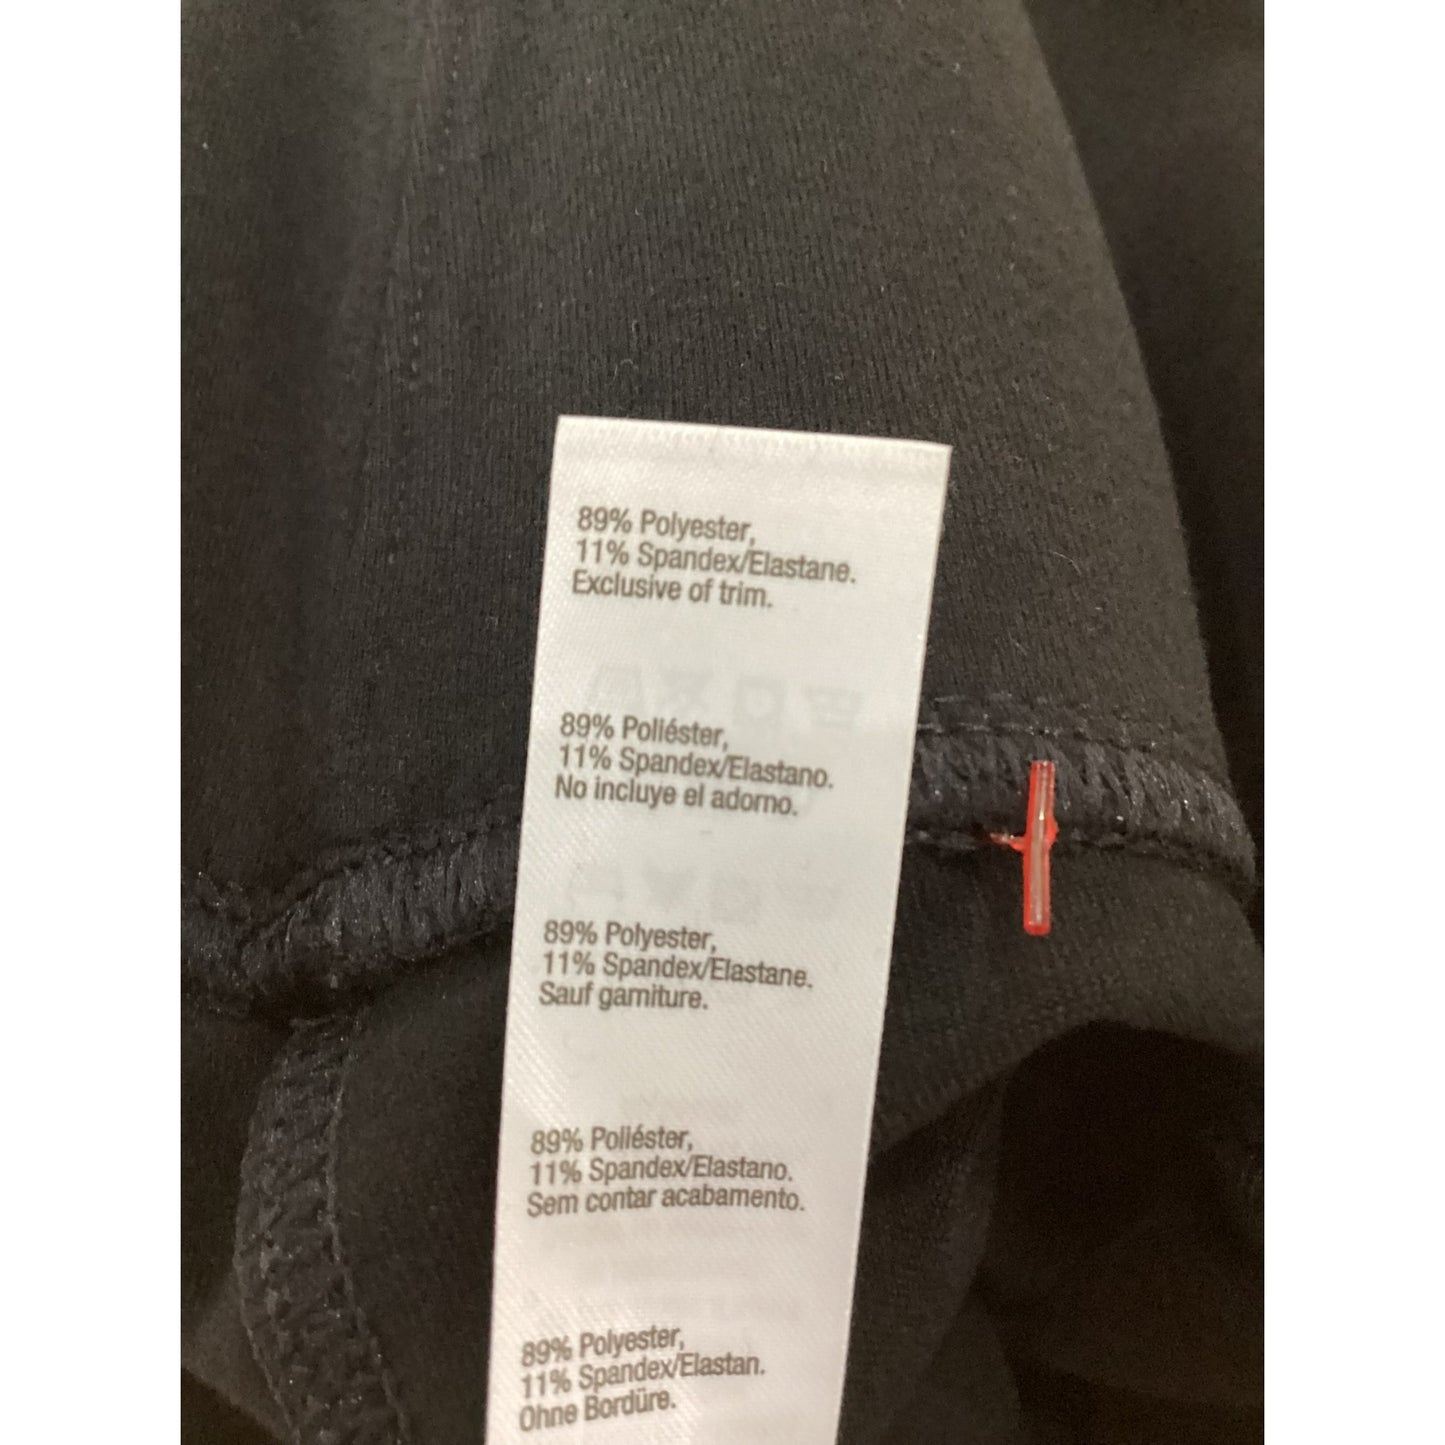 89% Polyester,
11% Spandex/Elastane.
Exclusive of trim.
89% Poliéster,
11% Spandex/Elastano.
No incluye el adorno.
89% Polyester,
11% Spandex/Elastane.
Sauf garniture.
89% Poliéster,
11% Spandex/Elastano.
Sem contar acabamento.
89% Polyester,
11% Spandex/Elastan.
Ohne Bordüre.